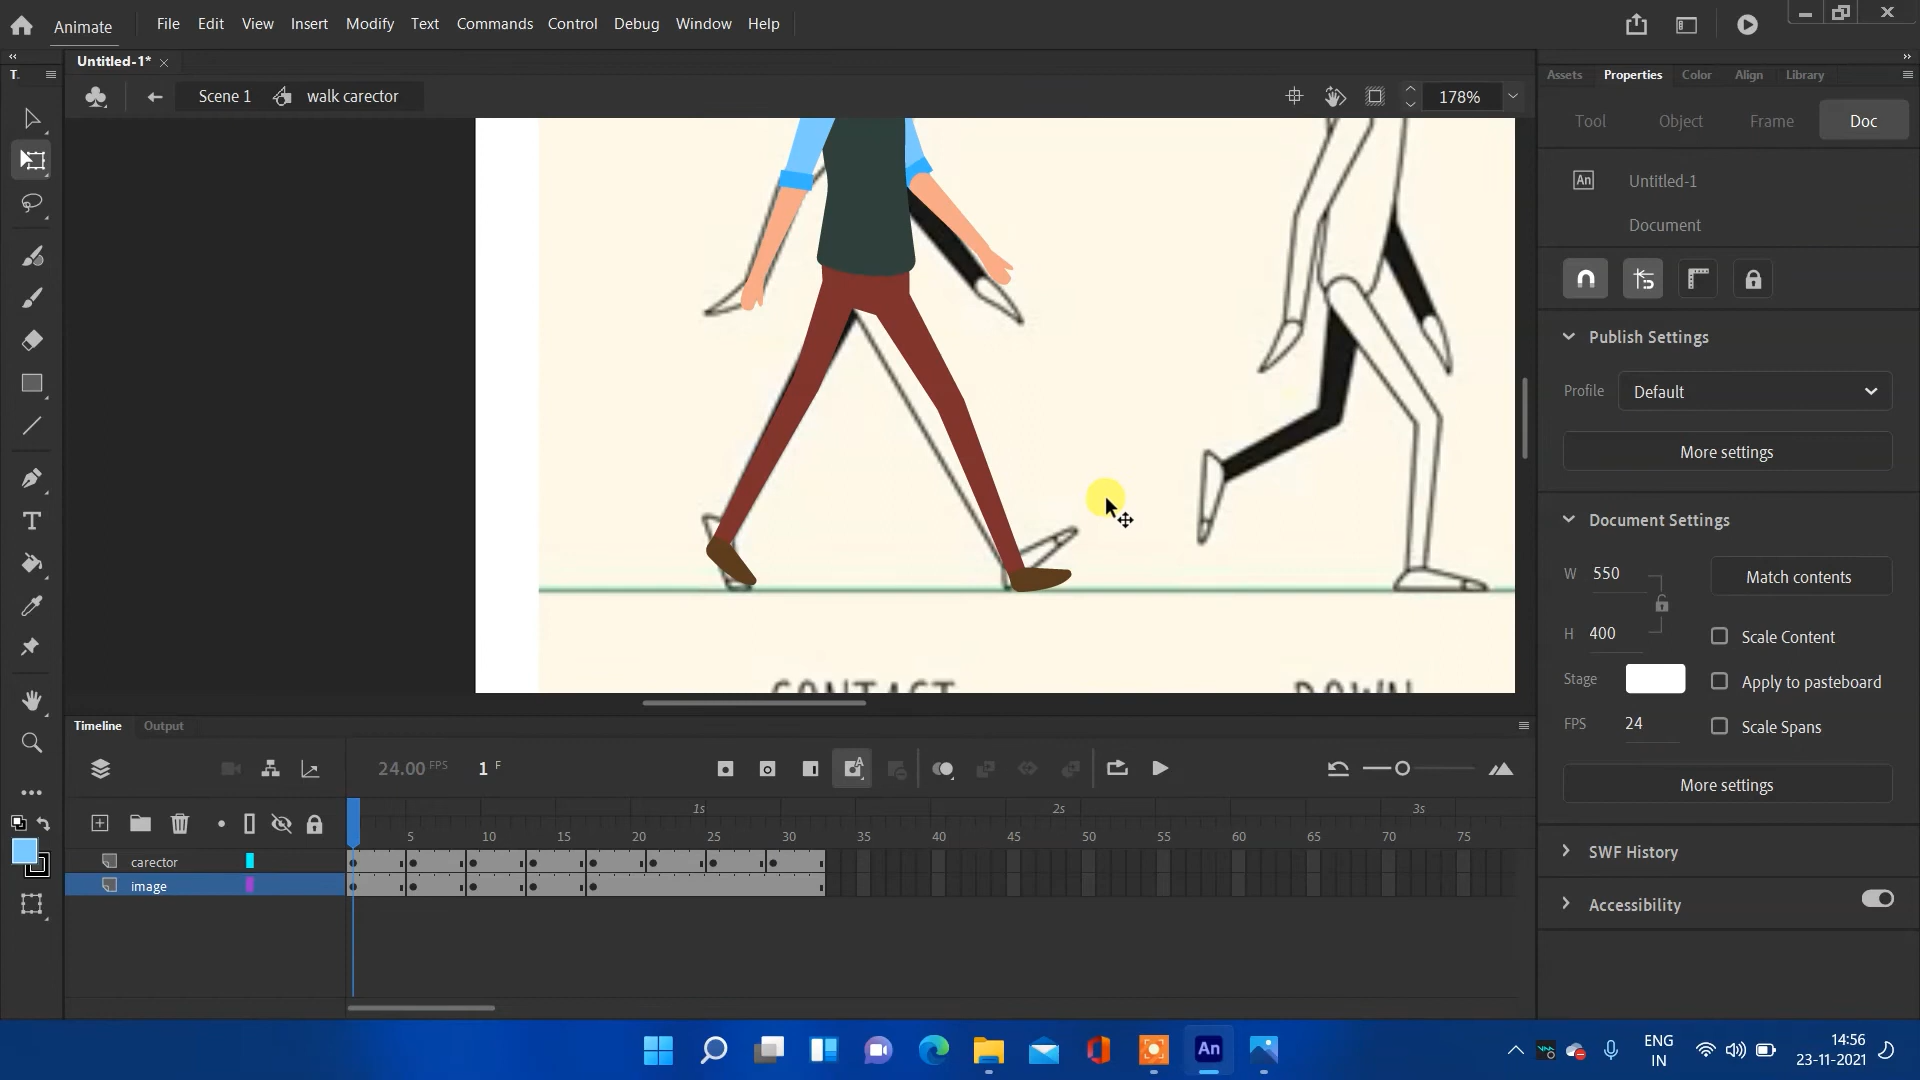 Animate
File Edit View Insert Modify Text Commands Control Debug Window Help
Untitled-1*
T.
Assets Properties Color Align Library
Scene 1 walk carector
178%
Tool Object Frame Doc
An Untitled-1
Document
Publish Settings
Profile Default
More settings
Document Settings
W 550
Match contents
H 400
Scale Content
Stage
Apply to pasteboard
FPS 24
Scale Spans
More settings
SWF History
Accessibility
CONTACT DOWN
Timeline Output
24.00 FPS 1 F
1s 2s 3s
5 10 15 20 25 30 35 40 45 50 55 60 65 70 75
carector
image
An
ENG
IN
14:56
23-11-2021